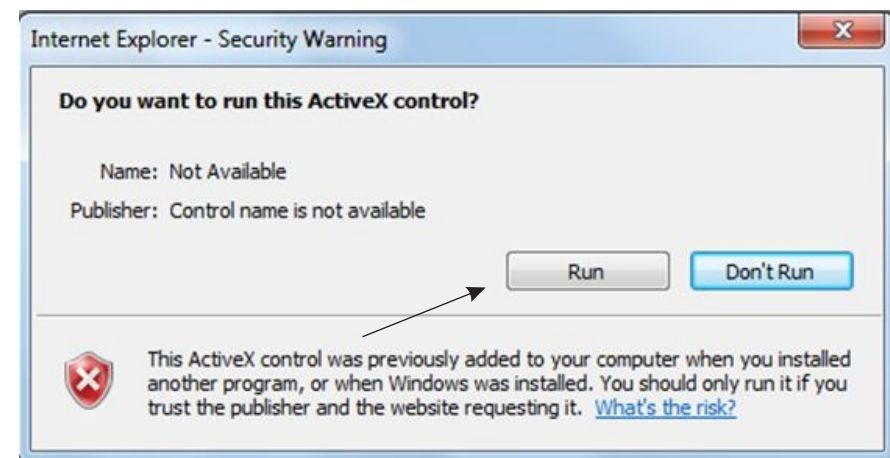 Internet Explorer - Security Warning
Do you want to run this ActiveX control?
Name: Not Available
Publisher: Control name is not available
Run Don't Run
This ActiveX control was previously added to your computer when you installed
another program, or when Windows was installed. You should only run it if you
trust the publisher and the website requesting it. What's the risk?